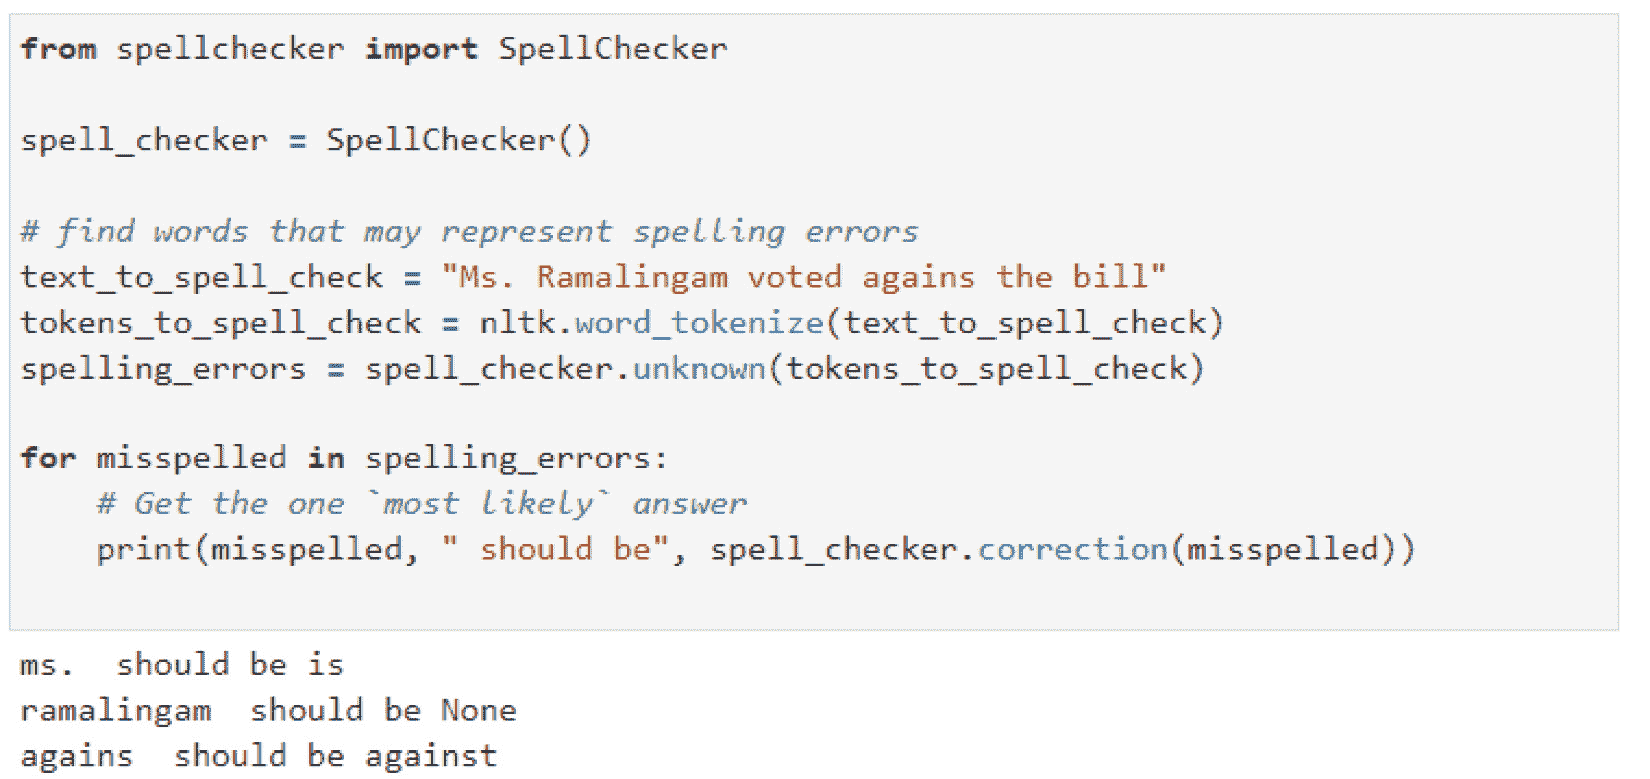 from spellchecker import SpellChecker
spell_checker = SpellChecker()
# find words that may represent spelling errors
text_to_spell_check = "Ms. Ramalingam voted agains the bill"
tokens_to_spell_check = nltk.word_tokenize(text_to_spell_check)
spelling_errors = spell_checker.unknown(tokens_to_spell_check)
for misspelled in spelling_errors:
    # Get the one `most likely` answer
    print(misspelled, " should be", spell_checker.correction(misspelled))
ms.  should be is
ramalingam  should be None
agains  should be against